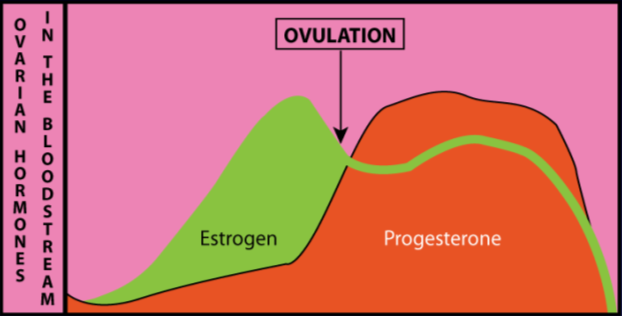 OVARIAN HORMONES
IN THE BLOODSTREAM
OVULATION
Estrogen
Progesterone